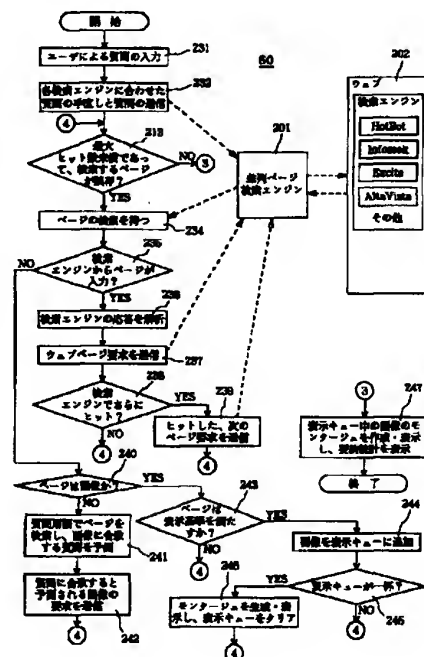 開 始
ユーザによる質問の入力
231
各検索エンジンに合わせた
質問の手直しと質問の送信
232
60
4
最大
ヒット数未満であって、検索するページ
が残存？
213
NO
3
YES
ページの検索を待つ
234
検索
エンジンからページが
入力？
235
NO
YES
検索エンジンの応答を解析
236
ウェブページ要求を送信
237
検索
エンジンでさらに
ヒット？
238
YES
NO
4
ヒットした、次の
ページ要求を送信
239
4
201
並列ページ
検索エンジン
202
ウェブ
検索エンジン
HotBot
Infoseek
Excite
AltaVista
その他
ページは画像か？
240
YES
NO
質問周囲でページを
検索し、画像に合致する
質問を予測
241
質問に合致すると
予測される画像の
要求を送信
242
4
ページは
表示基準を満た
すか？
243
YES
NO
4
画像を表示キューに追加
244
表示キューが一杯？
245
YES
NO
4
モンタージュを生成・表
示し、表示キューをクリア
246
4
3
表示キュー中の画像のモ
ンタージュを作成・表示
し、要約統計を表示
247
終 了